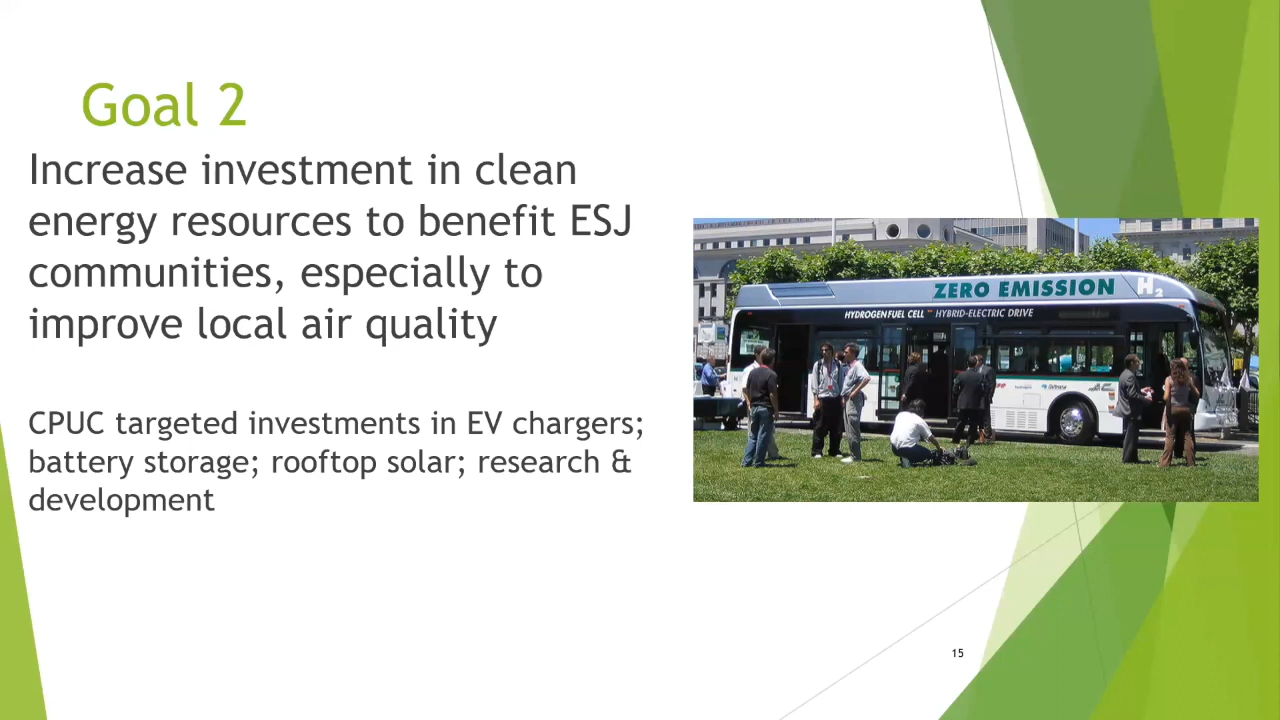 Goal 2
Increase investment in clean
energy resources to benefit ESJ
communities, especially to
improve local air quality
CPUC targeted investments in EV chargers;
battery storage; rooftop solar; research &
development
ZERO EMISSION H2
HYDROGEN FUEL CELL HYBRID-ELECTRIC DRIVE
15